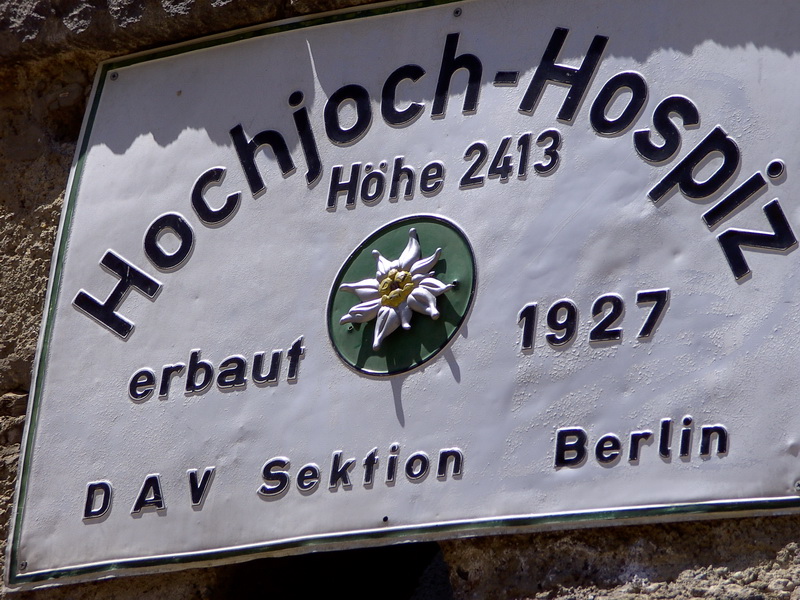 Hochjoch-Hospiz
Höhe 2413
erbaut 1927
DAV Sektion Berlin